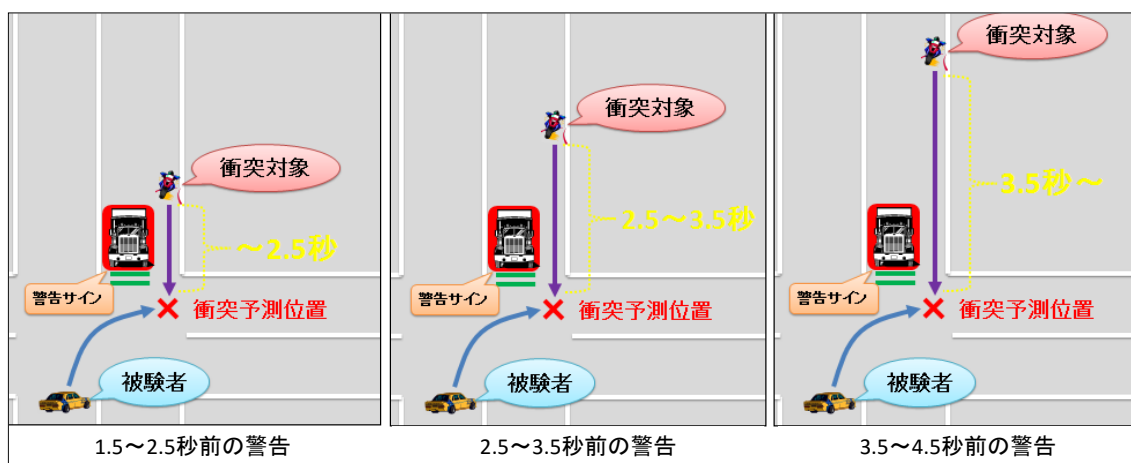 衝突対象
～2.5秒
警告サイン
衝突予測位置
被験者
1.5～2.5秒前の警告
衝突対象
2.5～3.5秒
警告サイン
衝突予測位置
被験者
2.5～3.5秒前の警告
衝突対象
3.5秒～
警告サイン
衝突予測位置
被験者
3.5～4.5秒前の警告